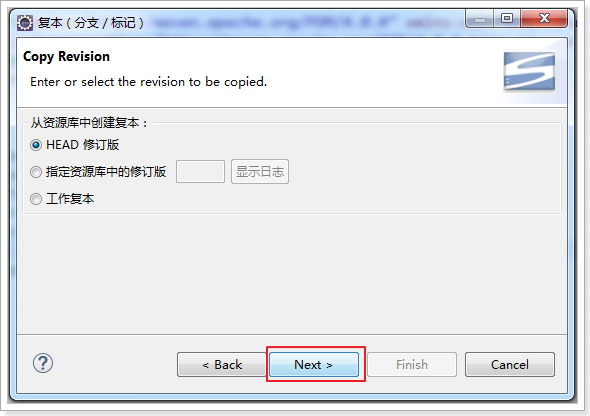 复本（分支/标记）
Copy Revision
Enter or select the revision to be copied.
从资源库中创建复本：
HEAD 修订版
指定资源库中的修订版 显示日志
工作复本
? < Back Next > Finish Cancel